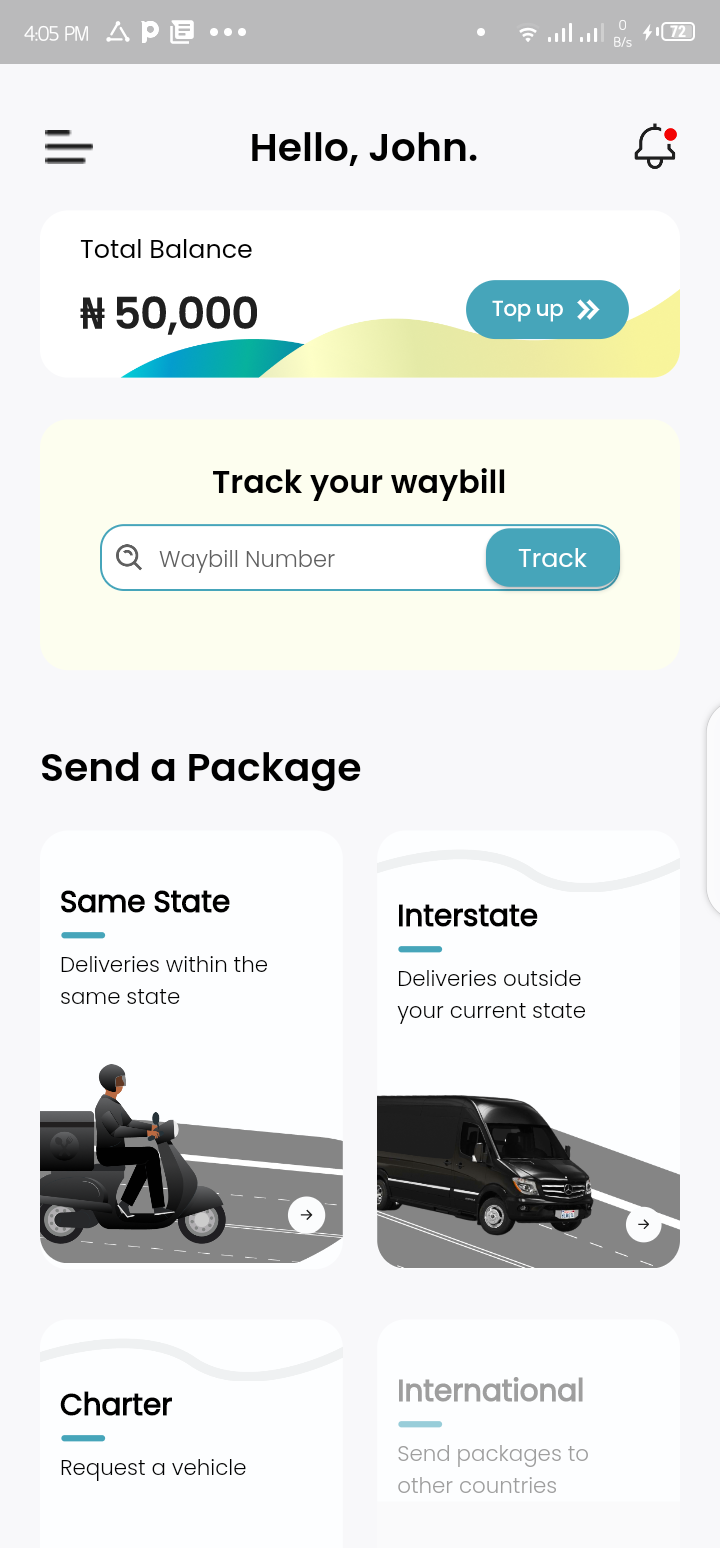 4:05 PM
0
B/s
72
Hello, John.
Total Balance
₦ 50,000
Top up
Track your waybill
Waybill Number
Track
Send a Package
Same State
Deliveries within the
same state
Interstate
Deliveries outside
your current state
Charter
Request a vehicle
International
Send packages to
other countries